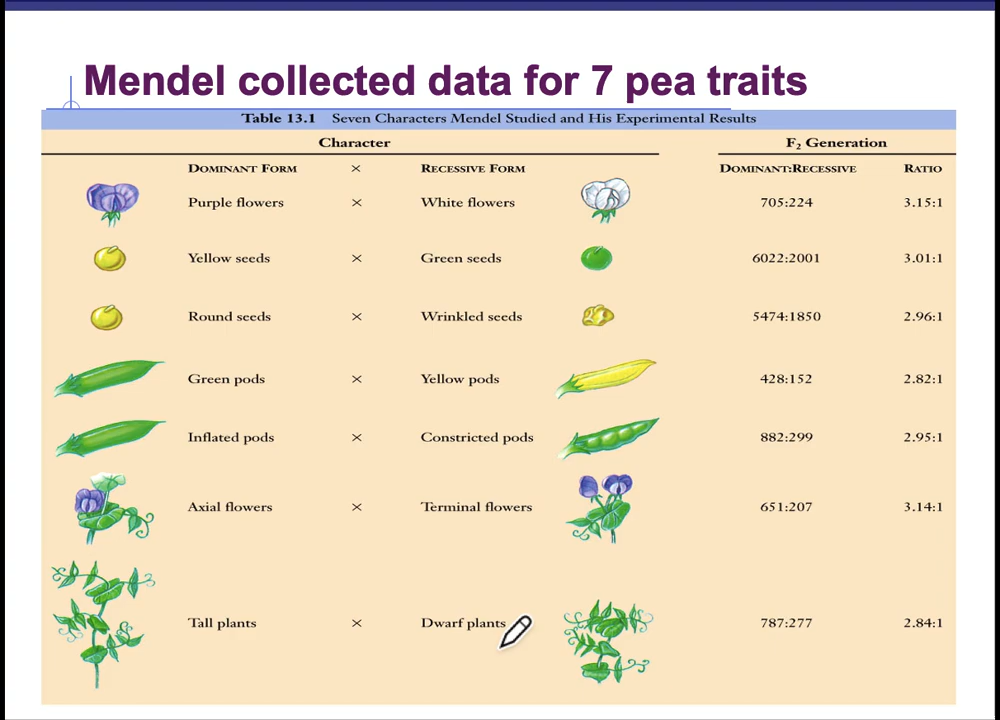 Mendel collected data for 7 pea traits
Table 13.1 Seven Characters Mendel Studied and His Experimental Results
Character F2 Generation
DOMINANT FORM × RECESSIVE FORM DOMINANT:RECESSIVE RATIO
Purple flowers × White flowers 705:224 3.15:1
Yellow seeds × Green seeds 6022:2001 3.01:1
Round seeds × Wrinkled seeds 5474:1850 2.96:1
Green pods × Yellow pods 428:152 2.82:1
Inflated pods × Constricted pods 882:299 2.95:1
Axial flowers × Terminal flowers 651:207 3.14:1
Tall plants × Dwarf plants 787:277 2.84:1